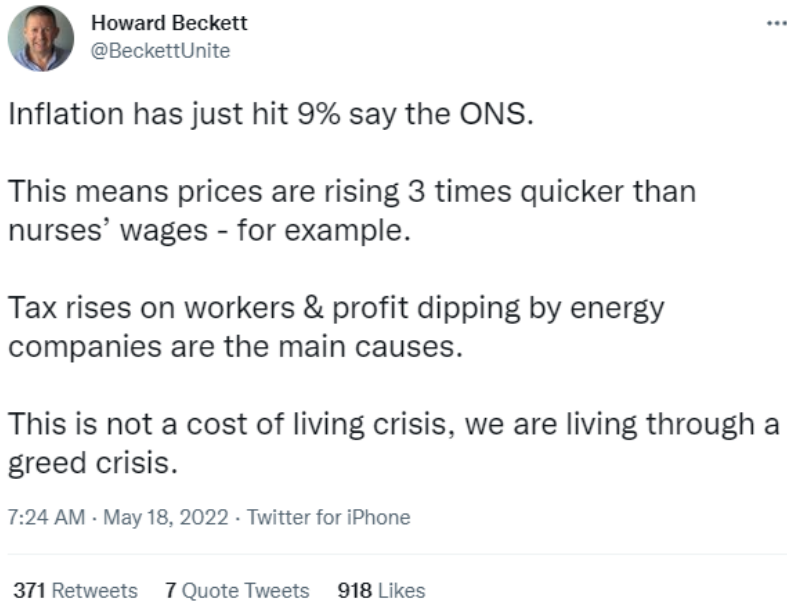 Howard Beckett
@BeckettUnite
Inflation has just hit 9% say the ONS.
This means prices are rising 3 times quicker than
nurses’ wages - for example.
Tax rises on workers & profit dipping by energy
companies are the main causes.
This is not a cost of living crisis, we are living through a
greed crisis.
7:24 AM · May 18, 2022 · Twitter for iPhone
371 Retweets 7 Quote Tweets 918 Likes